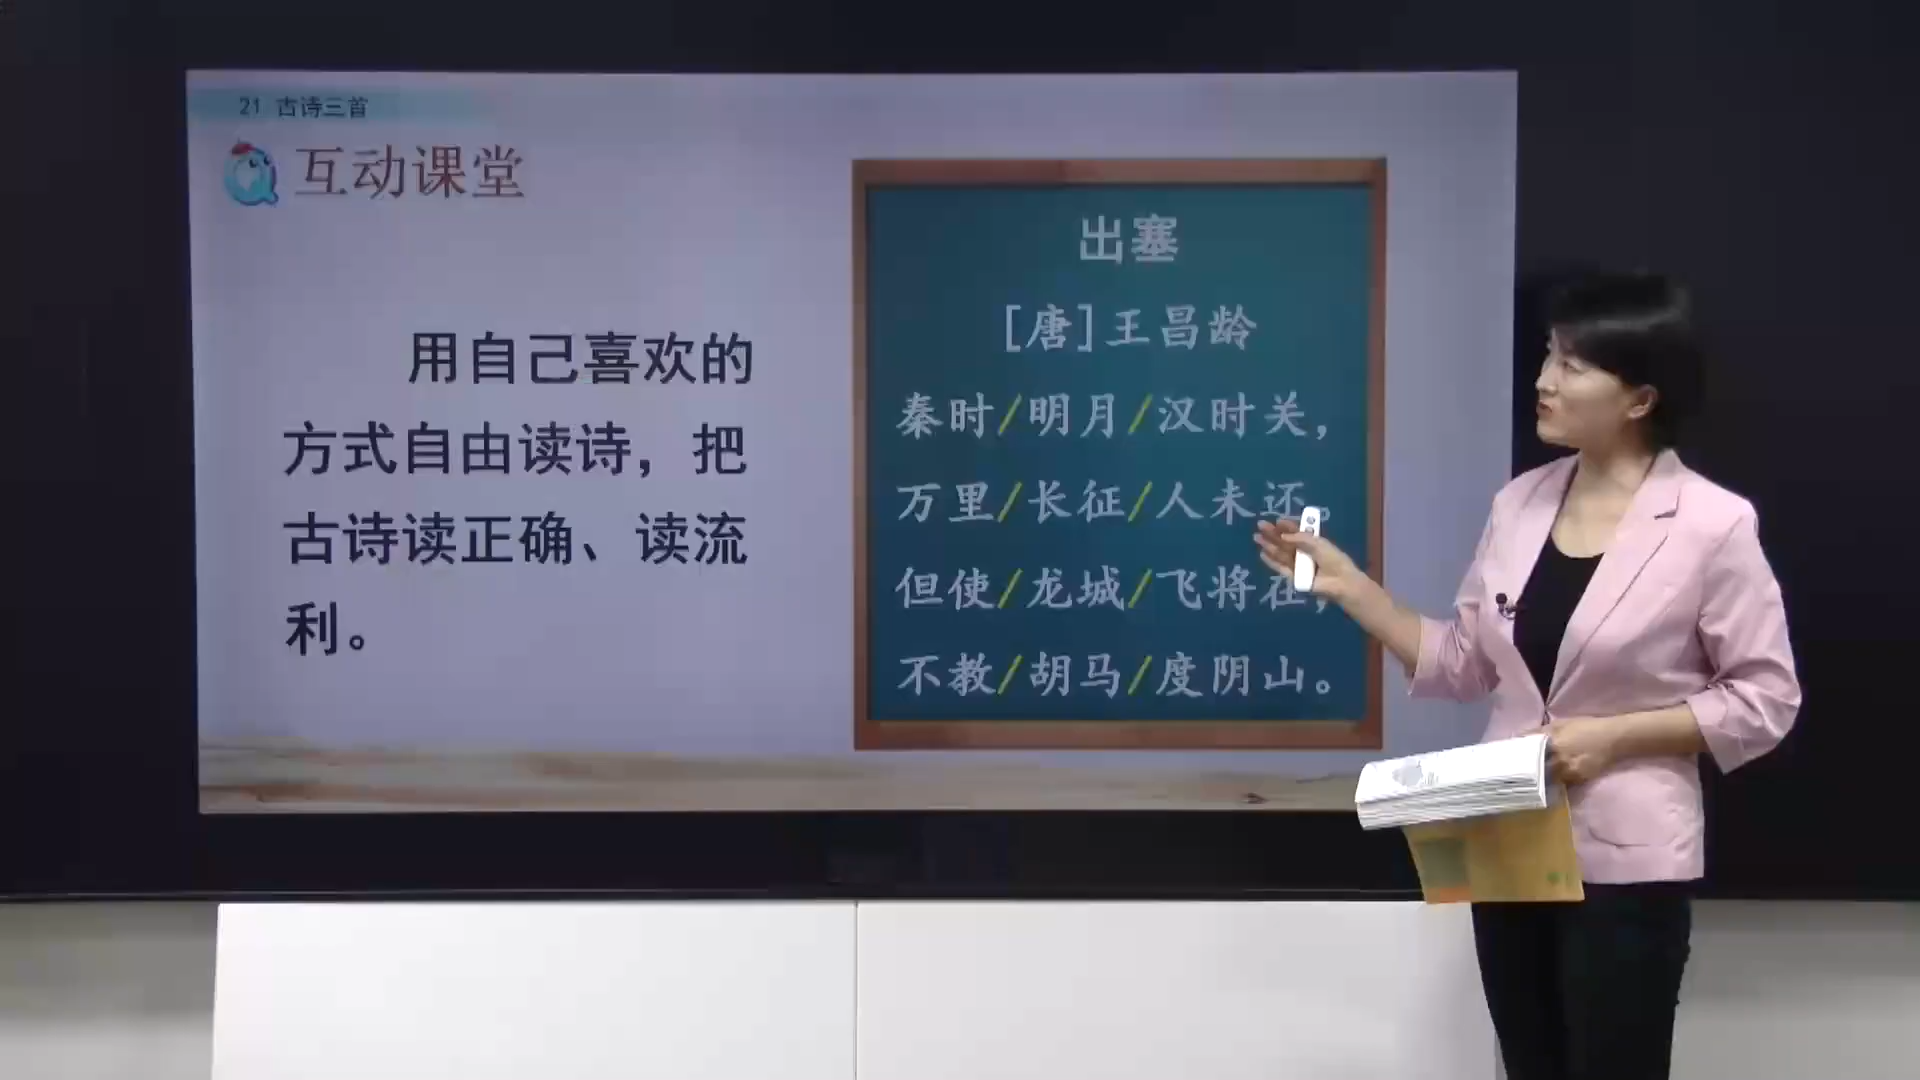 21 古诗三首
互动课堂
用自己喜欢的
方式自由读诗，把
古诗读正确、读流
利。
出塞
[唐]王昌龄
秦时/明月/汉时关，
万里/长征/人未还。
但使/龙城/飞将在，
不教/胡马/度阴山。